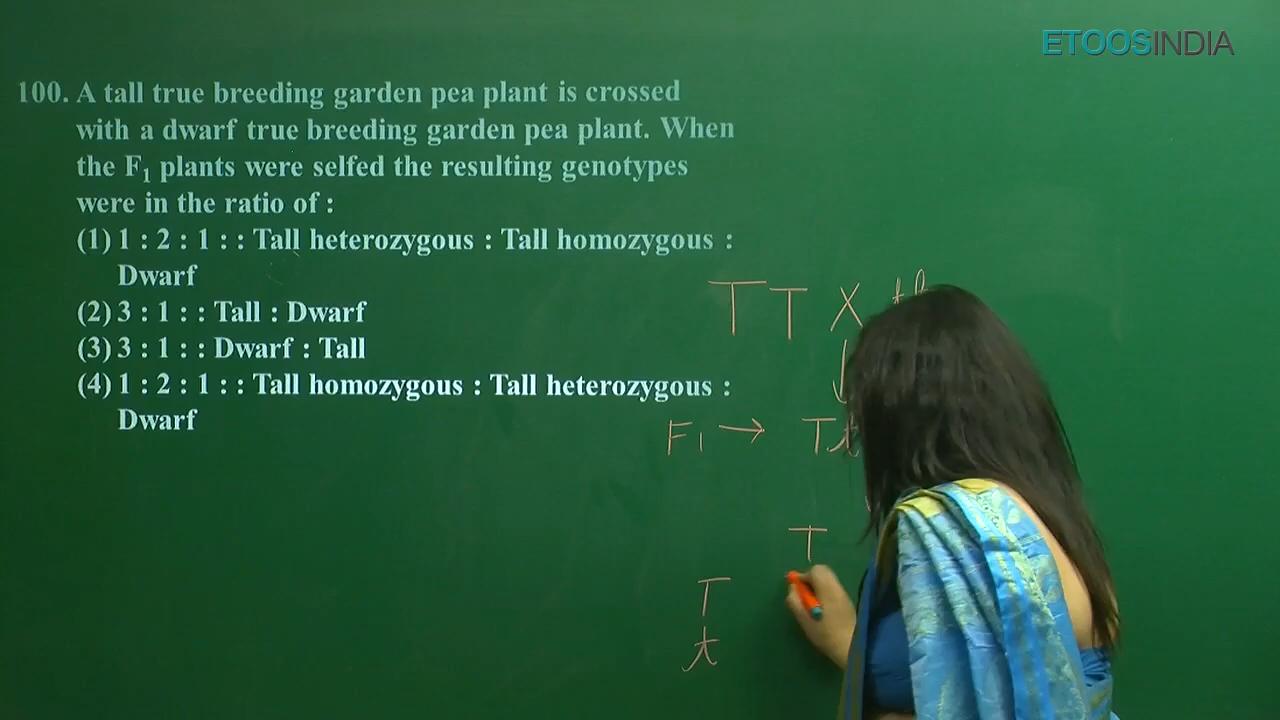 ETOOSINDIA
100. A tall true breeding garden pea plant is crossed
with a dwarf true breeding garden pea plant. When
the F₁ plants were selfed the resulting genotypes
were in the ratio of :
(1) 1 : 2 : 1 : : Tall heterozygous : Tall homozygous :
Dwarf
(2) 3 : 1 : : Tall : Dwarf
(3) 3 : 1 : : Dwarf : Tall
(4) 1 : 2 : 1 : : Tall homozygous : Tall heterozygous :
Dwarf
TT X
F₁ → Tt
T
T
t